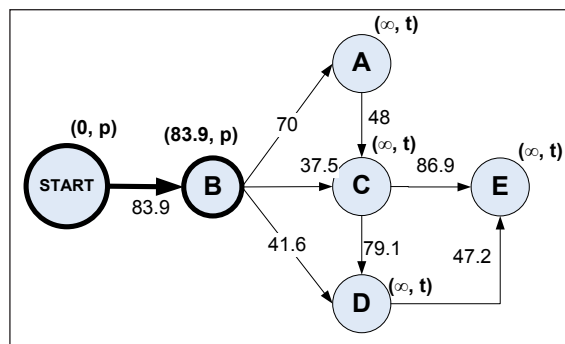 (∞, t)
A
(0, p)
(83.9, p)
70
48
(∞, t)
(∞, t)
START
83.9
B
37.5
C
86.9
E
41.6
79.1
47.2
D
(∞, t)